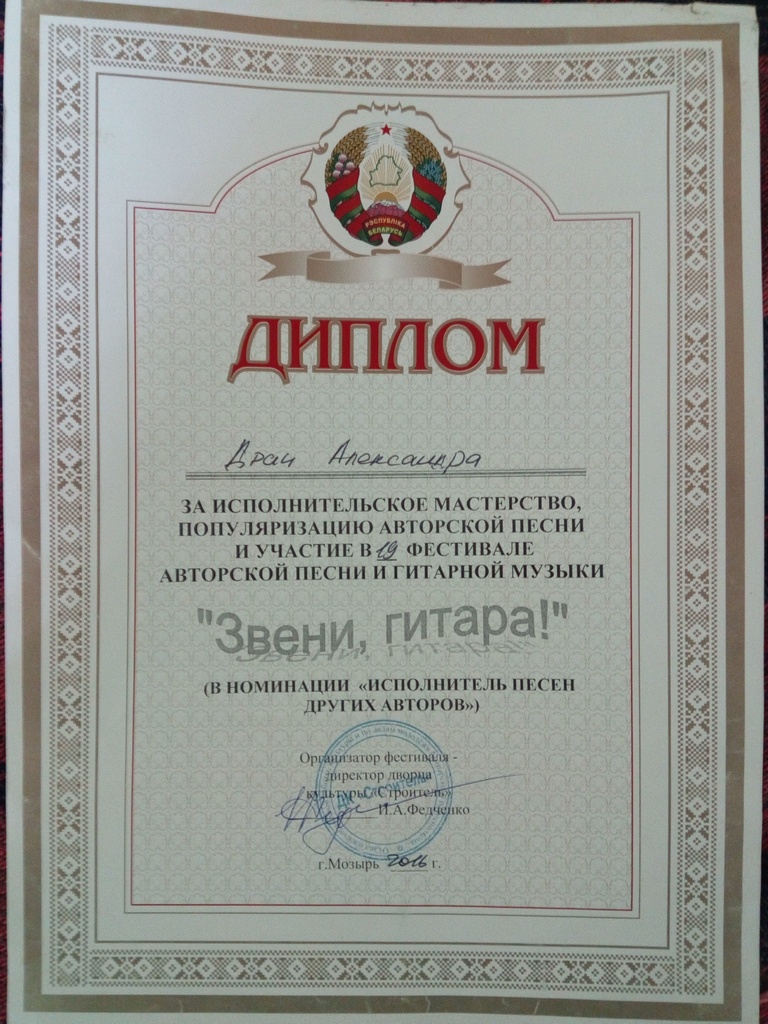 РЭСПУБЛІКА
БЕЛАРУСЬ
ДИПЛОМ
Александра
ЗА ИСПОЛНИТЕЛЬСКОЕ МАСТЕРСТВО,
ПОПУЛЯРИЗАЦИЮ АВТОРСКОЙ ПЕСНИ
И УЧАСТИЕ В 19 ФЕСТИВАЛЕ
АВТОРСКОЙ ПЕСНИ И ГИТАРНОЙ МУЗЫКИ
"Звени, гитара!"
(В НОМИНАЦИИ «ИСПОЛНИТЕЛЬ ПЕСЕН
ДРУГИХ АВТОРОВ»)
Организатор фестиваля -
директор дворца
культуры «Строитель»
И.А.Федченко
г.Мозырь 2016 г.